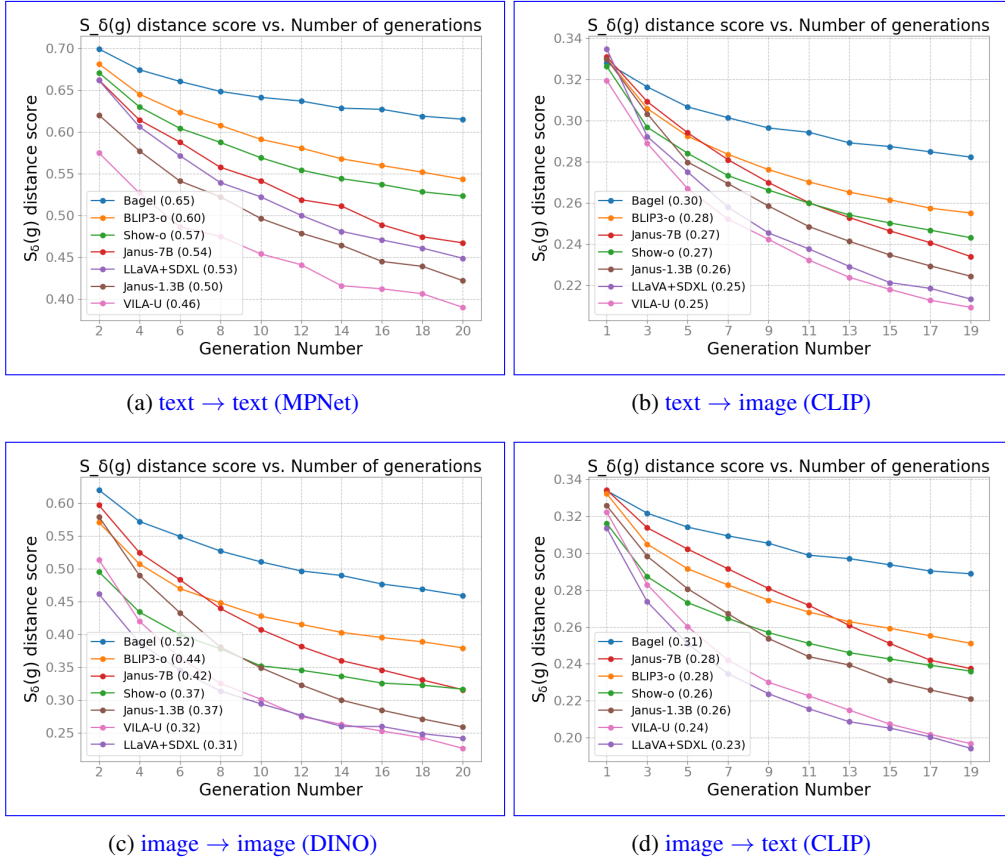 S_δ(g) distance score vs. Number of generations
S_δ(g) distance score
0.70
0.65
0.60
0.55
0.50
0.45
0.40
Bagel (0.65)
BLIP3-o (0.60)
Show-o (0.57)
Janus-7B (0.54)
LLaVA+SDXL (0.53)
Janus-1.3B (0.50)
VILA-U (0.46)
2 4 6 8 10 12 14 16 18 20
Generation Number
(a) text → text (MPNet)
S_δ(g) distance score vs. Number of generations
S_δ(g) distance score
0.34
0.32
0.30
0.28
0.26
0.24
0.22
Bagel (0.30)
BLIP3-o (0.28)
Janus-7B (0.27)
Show-o (0.27)
Janus-1.3B (0.26)
LLaVA+SDXL (0.25)
VILA-U (0.25)
1 3 5 7 9 11 13 15 17 19
Generation Number
(b) text → image (CLIP)
S_δ(g) distance score vs. Number of generations
S_δ(g) distance score
0.60
0.55
0.50
0.45
0.40
0.35
0.30
0.25
Bagel (0.52)
BLIP3-o (0.44)
Janus-7B (0.42)
Show-o (0.37)
Janus-1.3B (0.37)
VILA-U (0.32)
LLaVA+SDXL (0.31)
2 4 6 8 10 12 14 16 18 20
Generation Number
(c) image → image (DINO)
S_δ(g) distance score vs. Number of generations
S_δ(g) distance score
0.34
0.32
0.30
0.28
0.26
0.24
0.22
0.20
Bagel (0.31)
Janus-7B (0.28)
BLIP3-o (0.28)
Show-o (0.26)
Janus-1.3B (0.26)
VILA-U (0.24)
LLaVA+SDXL (0.23)
1 3 5 7 9 11 13 15 17 19
Generation Number
(d) image → text (CLIP)